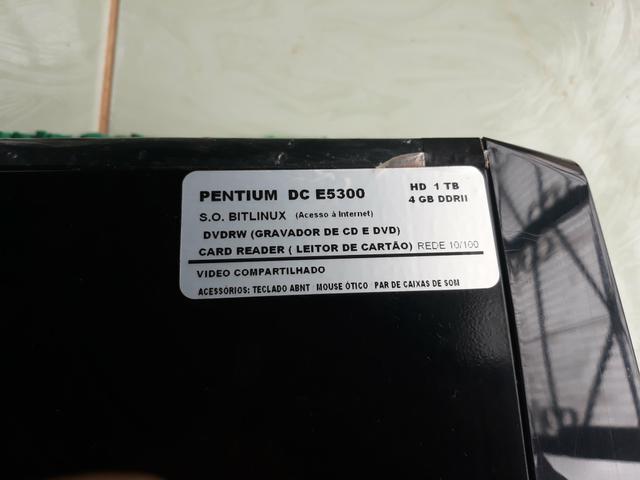 PENTIUM DC E5300
HD 1 TB
4 GB DDRII
S.O. BITLINUX (Acesso à Internet)
DVDRW (GRAVADOR DE CD E DVD)
CARD READER ( LEITOR DE CARTÃO) REDE 10/100
VIDEO COMPARTILHADO
ACESSÓRIOS: TECLADO ABNT MOUSE ÓTICO PAR DE CAIXAS DE SOM